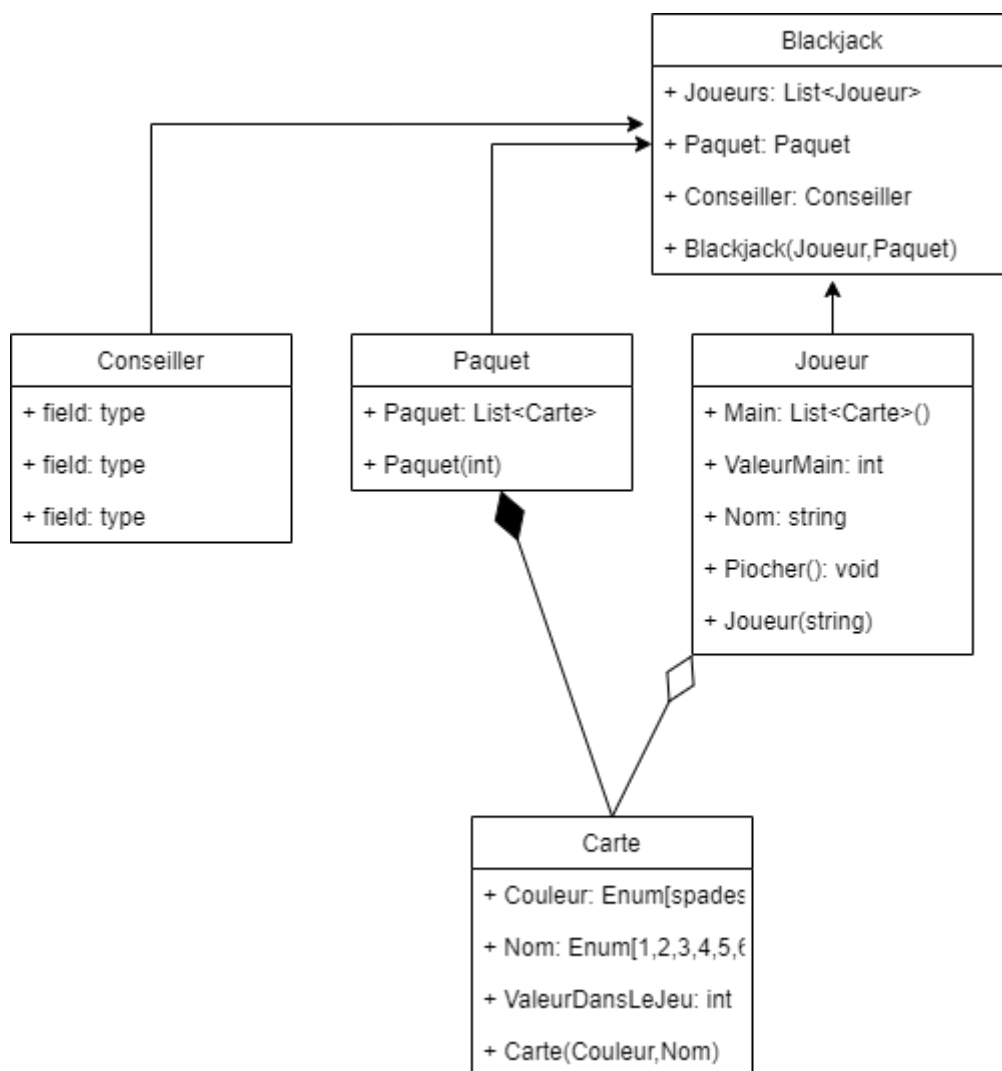 Blackjack
+ Joueurs: List<Joueur>
+ Paquet: Paquet
+ Conseiller: Conseiller
+ Blackjack(Joueur,Paquet)
Conseiller
+ field: type
+ field: type
+ field: type
Paquet
+ Paquet: List<Carte>
+ Paquet(int)
Joueur
+ Main: List<Carte>()
+ ValeurMain: int
+ Nom: string
+ Piocher(): void
+ Joueur(string)
Carte
+ Couleur: Enum[spades
+ Nom: Enum[1,2,3,4,5,6
+ ValeurDansLeJeu: int
+ Carte(Couleur,Nom)